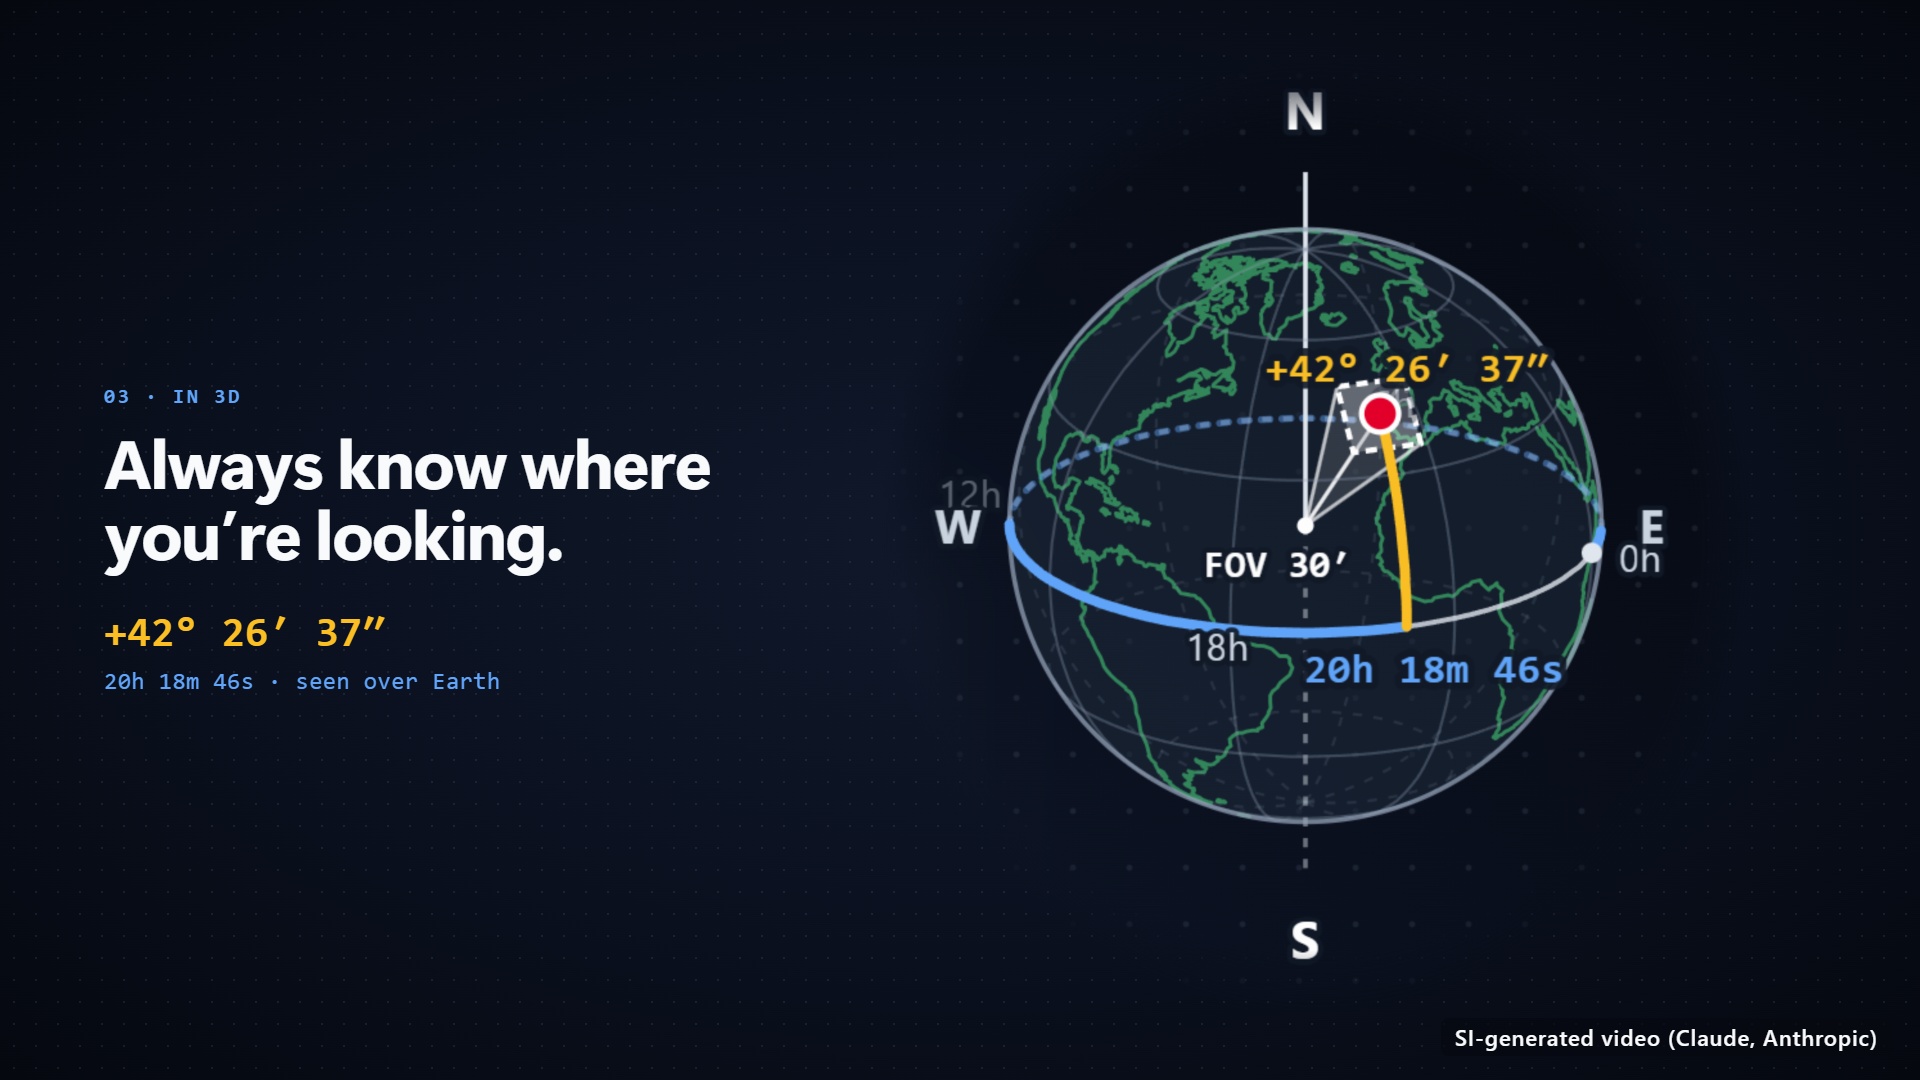 03 · IN 3D
Always know where
you’re looking.
+42° 26′ 37″
20h 18m 46s · seen over Earth
N
+42° 26′ 37″
12h
W
E
0h
FOV 30′
18h
20h 18m 46s
S
SI-generated video (Claude, Anthropic)